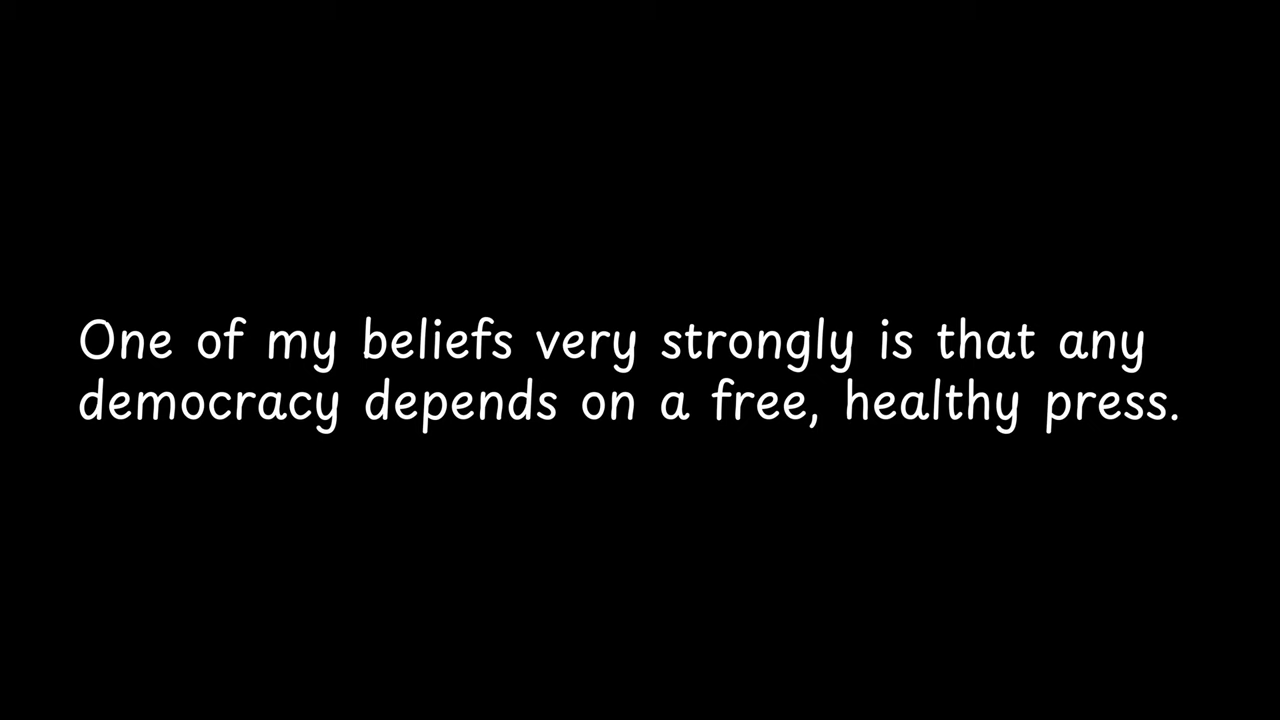 One of my beliefs very strongly is that any
democracy depends on a free, healthy press.